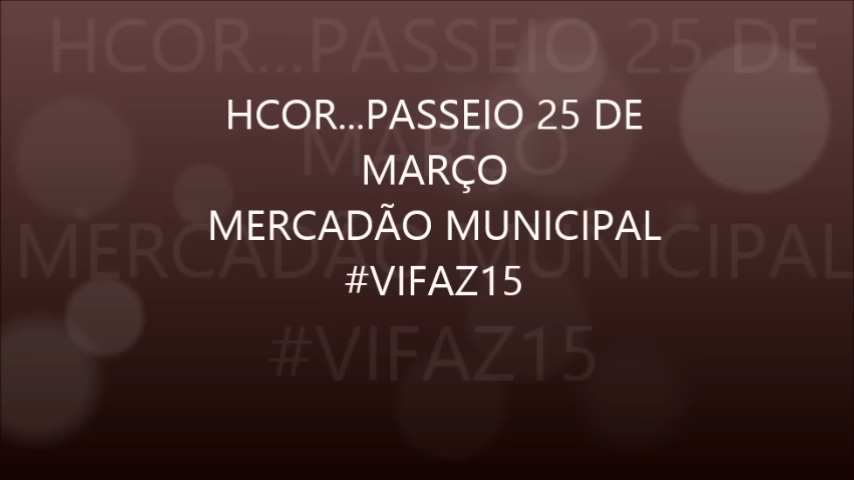 HCOR...PASSEIO 25 DE
MARÇO
MERCADÃO MUNICIPAL
#VIFAZ15